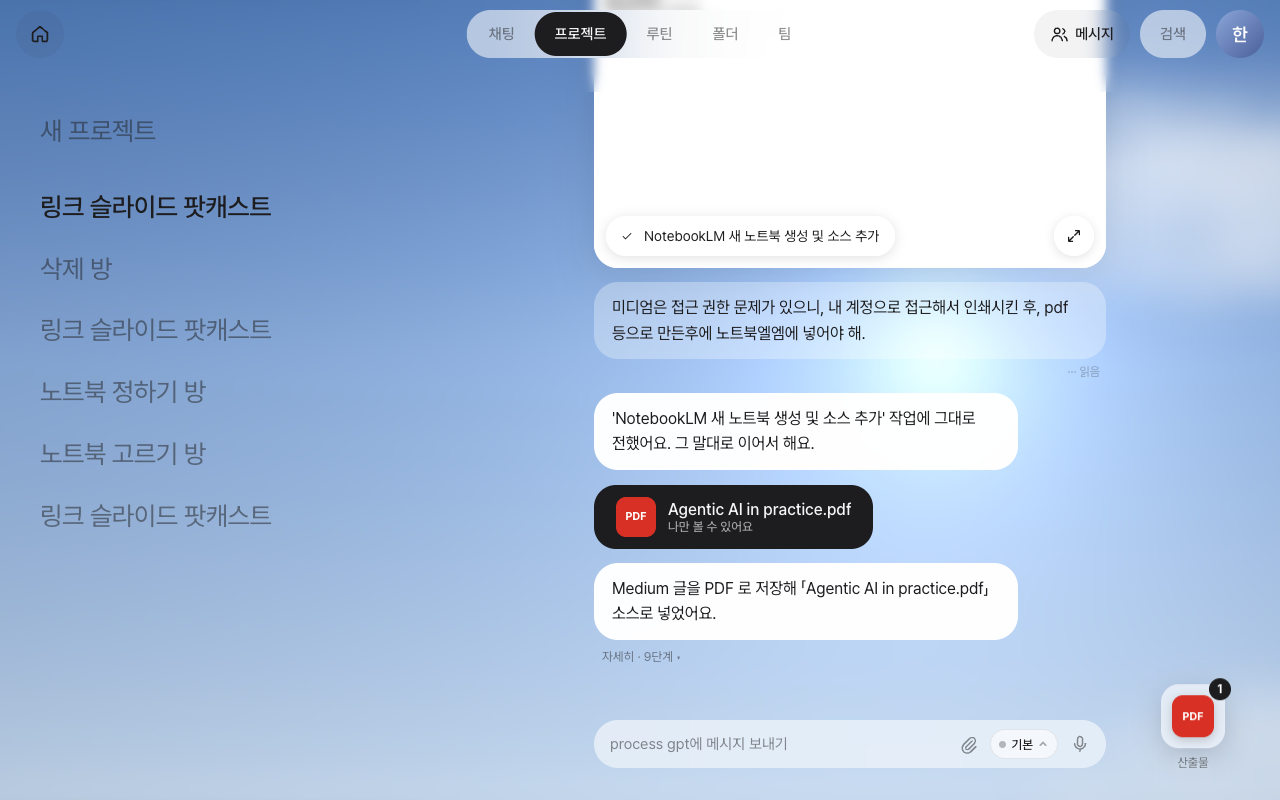 채팅
프로젝트
루틴
폴더
팀
메시지
검색
한
새 프로젝트
링크 슬라이드 팟캐스트
삭제 방
링크 슬라이드 팟캐스트
노트북 정하기 방
노트북 고르기 방
링크 슬라이드 팟캐스트
NotebookLM 새 노트북 생성 및 소스 추가
미디엄은 접근 권한 문제가 있으니, 내 계정으로 접근해서 인쇄시킨 후, pdf
등으로 만든후에 노트북엘엠에 넣어야 해.
··· 읽음
'NotebookLM 새 노트북 생성 및 소스 추가' 작업에 그대로
전했어요. 그 말대로 이어서 해요.
PDF
Agentic AI in practice.pdf
나만 볼 수 있어요
Medium 글을 PDF 로 저장해 「Agentic AI in practice.pdf」
소스로 넣었어요.
자세히 · 9단계
process gpt에 메시지 보내기
기본
1
PDF
산출물